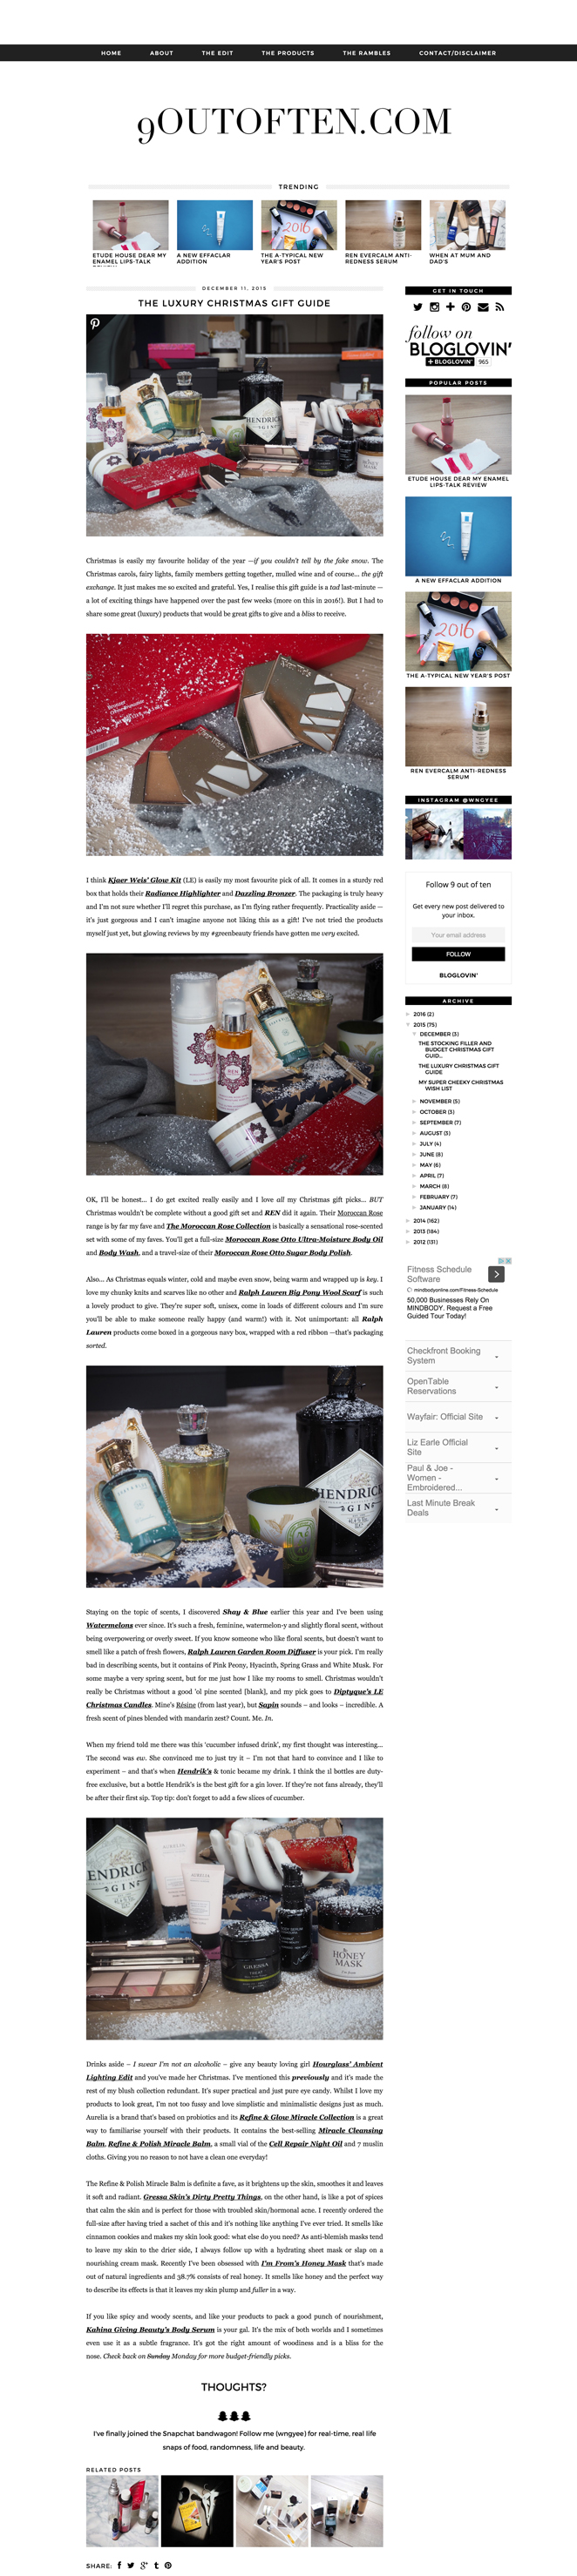 HOME ABOUT THE EDIT THE PRODUCTS THE RAMBLES CONTACT/DISCLAIMER
9OUTOFTEN.COM
TRENDING
ETUDE HOUSE DEAR MY ENAMEL LIPS-TALK
A NEW EFFACLAR ADDITION
THE A-TYPICAL NEW YEAR'S POST
REN EVERCALM ANTI-REDNESS SERUM
WHEN AT MUM AND DAD'S
DECEMBER 11, 2015
THE LUXURY CHRISTMAS GIFT GUIDE
HENDRICK'S
GIN
Christmas is easily my favourite holiday of the year —if you couldn't tell by the fake snow. The
Christmas carols, fairy lights, family members getting together, mulled wine and of course... the gift
exchange. It just makes me so excited and grateful. Yes, I realise this gift guide is a tad last-minute —
a lot of exciting things have happened over the past few weeks (more on this in 2016!). But I had to
share some great (luxury) products that would be great gifts to give and a bliss to receive.
I think Kjaer Weis' Glow Kit (LE) is easily my most favourite pick of all. It comes in a sturdy red
box that holds their Radiance Highlighter and Dazzling Bronzer. The packaging is truly heavy
and I'm not sure whether I'll regret this purchase, as I'm flying rather frequently. Practicality aside —
it's just gorgeous and I can't imagine anyone not liking this as a gift! I've not tried the products
myself just yet, but glowing reviews by my #greenbeauty friends have gotten me very excited.
OK, I'll be honest... I do get excited really easily and I love all my Christmas gift picks... BUT
Christmas wouldn't be complete without a good gift set and REN did it again. Their Moroccan Rose
range is by far my fave and The Moroccan Rose Collection is basically a sensational rose-scented
set with some of my faves. You'll get a full-size Moroccan Rose Otto Ultra-Moisture Body Oil
and Body Wash, and a travel-size of their Moroccan Rose Otto Sugar Body Polish.
Also... As Christmas equals winter, cold and maybe even snow, being warm and wrapped up is key. I
love my chunky knits and scarves like no other and Ralph Lauren Big Pony Wool Scarf is such
a lovely product to give. They're super soft, unisex, come in loads of different colours and I'm sure
you'll be able to make someone really happy (and warm!) with it. Not unimportant: all Ralph
Lauren products come boxed in a gorgeous navy box, wrapped with a red ribbon —that's packaging
sorted.
HENDRICK'S
GIN
Staying on the topic of scents, I discovered Shay & Blue earlier this year and I've been using
Watermelons ever since. It's such a fresh, feminine, watermelon-y and slightly floral scent, without
being overpowering or overly sweet. If you know someone who like floral scents, but doesn't want to
smell like a patch of fresh flowers, Ralph Lauren Garden Room Diffuser is your pick. I'm really
bad in describing scents, but it contains of Pink Peony, Hyacinth, Spring Grass and White Musk. For
some maybe a very spring scent, but for me just how I like my rooms to smell. Christmas wouldn't
really be Christmas without a good 'ol pine scented [blank], and my pick goes to Diptyque's LE
Christmas Candles. Mine's Résine (from last year), but Sapin sounds – and looks – incredible. A
fresh scent of pines blended with mandarin zest? Count. Me. In.
When my friend told me there was this 'cucumber infused drink', my first thought was interesting...
The second was ew. She convinced me to just try it – I'm not that hard to convince and I like to
experiment – and that's when Hendrik's & tonic became my drink. I think the 1l bottles are duty-
free exclusive, but a bottle Hendrik's is the best gift for a gin lover. If they're not fans already, they'll
be after their first sip. Top tip: don't forget to add a few slices of cucumber.
HENDRICK
GIN
GRESSA
HONEY
MASK
Drinks aside – I swear I'm not an alcoholic – give any beauty loving girl Hourglass' Ambient
Lighting Edit and you've made her Christmas. I've mentioned this previously and it's made the
rest of my blush collection redundant. It's super practical and just pure eye candy. Whilst I love my
products to look great, I'm not too fussy and love simplistic and minimalistic designs just as much.
Aurelia is a brand that's based on probiotics and its Refine & Glow Miracle Collection is a great
way to familiarise yourself with their products. It contains the best-selling Miracle Cleansing
Balm, Refine & Polish Miracle Balm, a small vial of the Cell Repair Night Oil and 7 muslin
cloths. Giving you no reason to not have a clean one everyday!
The Refine & Polish Miracle Balm is definite a fave, as it brightens up the skin, smoothes it and leaves
it soft and radiant. Gressa Skin's Dirty Pretty Things, on the other hand, is like a pot of spices
that calm the skin and is perfect for those with troubled skin/hormonal acne. I recently ordered the
full-size after having tried a sachet of this and it's nothing like anything I've ever tried. It smells like
cinnamon cookies and makes my skin look good: what else do you need? As anti-blemish masks tend
to leave my skin to the drier side, I always follow up with a hydrating sheet mask or slap on a
nourishing cream mask. Recently I've been obsessed with I'm From's Honey Mask that's made
out of natural ingredients and 38.7% consists of real honey. It smells like honey and the perfect way
to describe its effects is that it leaves my skin plump and fuller in a way.
If you like spicy and woody scents, and like your products to pack a good punch of nourishment,
Kahina Giving Beauty's Body Serum is your gal. It's the mix of both worlds and I sometimes
even use it as a subtle fragrance. It's got the right amount of woodiness and is a bliss for the
nose. Check back on Sunday Monday for more budget-friendly picks.
THOUGHTS?
I've finally joined the Snapchat bandwagon! Follow me (wngyee) for real-time, real life
snaps of food, randomness, life and beauty.
RELATED POSTS
SHARE:
GET IN TOUCH
follow on
BLOGLOVIN'
+ BLOGLOVIN' 965
POPULAR POSTS
ETUDE HOUSE DEAR MY ENAMEL
LIPS-TALK REVIEW
A NEW EFFACLAR ADDITION
2016
THE A-TYPICAL NEW YEAR'S POST
REN EVERCALM ANTI-REDNESS
SERUM
INSTAGRAM @WNGYEE
Follow 9 out of ten
Get every new post delivered to
your inbox.
Your email address
FOLLOW
BLOGLOVIN'
ARCHIVE
2016 (2)
2015 (75)
DECEMBER (3)
THE STOCKING FILLER AND
BUDGET CHRISTMAS GIFT
GUID...
THE LUXURY CHRISTMAS GIFT
GUIDE
MY SUPER CHEEKY CHRISTMAS
WISH LIST
NOVEMBER (5)
OCTOBER (3)
SEPTEMBER (7)
AUGUST (3)
JULY (4)
JUNE (8)
MAY (6)
APRIL (7)
MARCH (8)
FEBRUARY (7)
JANUARY (14)
2014 (162)
2013 (184)
2012 (131)
Fitness Schedule
Software
mindbodyonline.com/Fitness-Schedule
50,000 Businesses Rely On
MINDBODY. Request a Free
Guided Tour Today!
Checkfront Booking
System
OpenTable
Reservations
Wayfair: Official Site
Liz Earle Official
Site
Paul & Joe -
Women -
Embroidered...
Last Minute Break
Deals